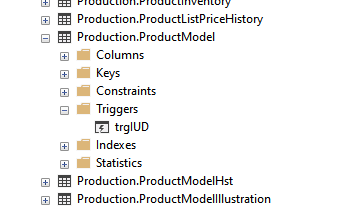 Production.ProductInventory
Production.ProductListPriceHistory
Production.ProductModel
Columns
Keys
Constraints
Triggers
trgIUD
Indexes
Statistics
Production.ProductModelHst
Production.ProductModelIllustration